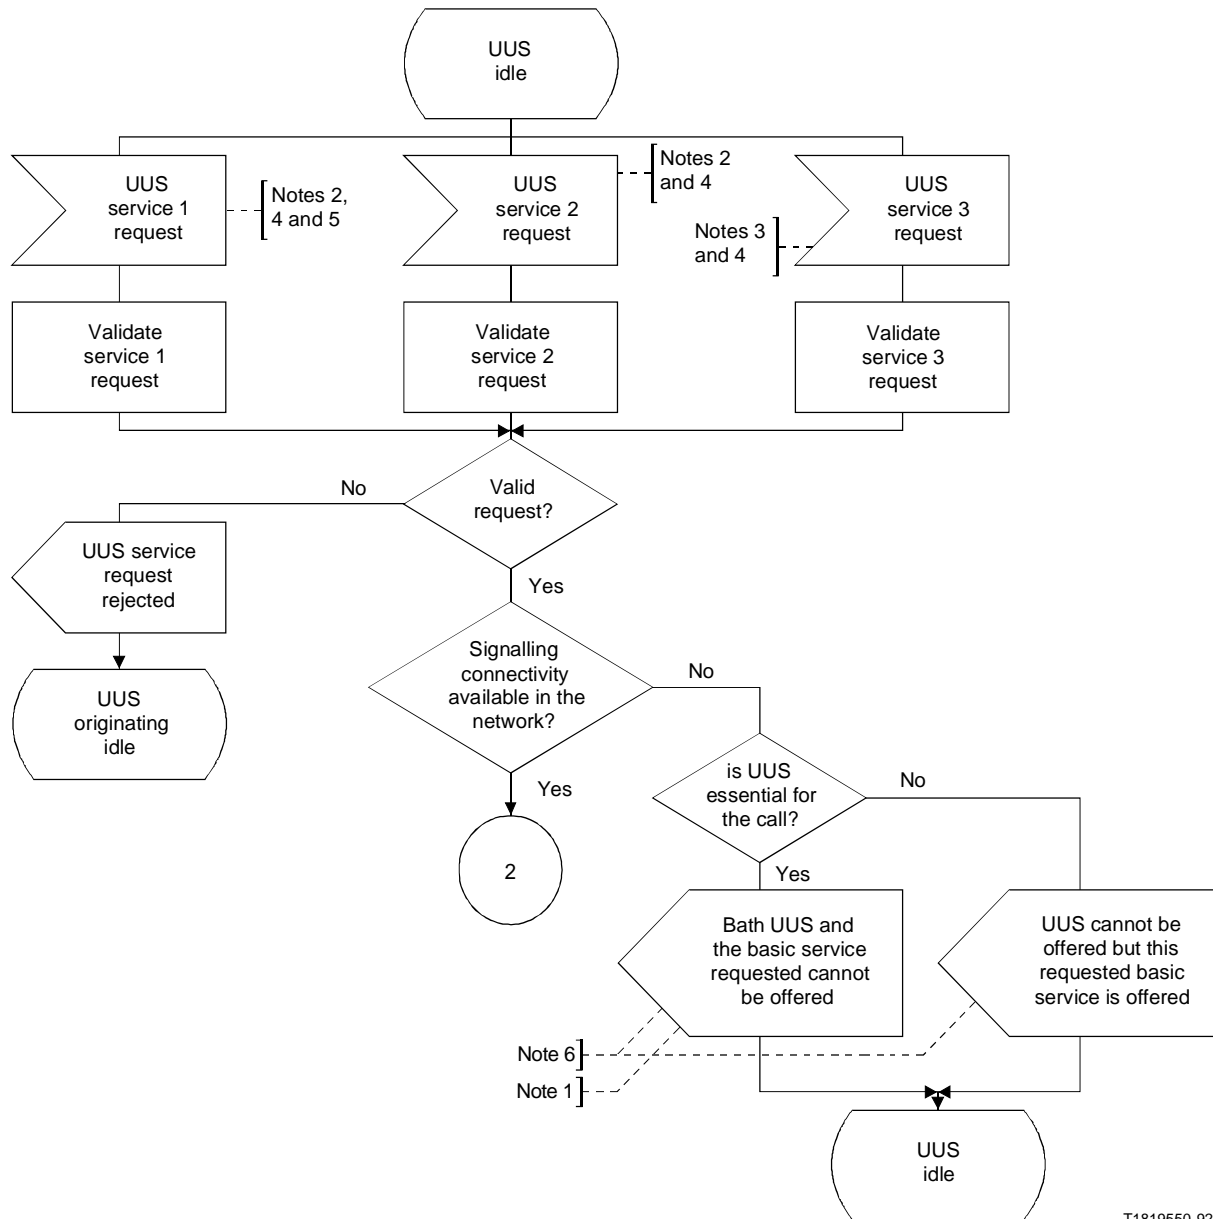 UUS
idle
UUS
service 1
request
Notes 2,
4 and 5
UUS
service 2
request
Notes 2
and 4
Notes 3
and 4
UUS
service 3
request
Validate
service 1
request
Validate
service 2
request
Validate
service 3
request
No
Valid
request?
UUS service
request
rejected
Yes
Signalling
connectivity
available in the
network?
No
UUS
originating
idle
Yes
is UUS
essential for
the call?
No
2
Yes
Bath UUS and
the basic service
requested cannot
be offered
UUS cannot be
offered but this
requested basic
service is offered
Note 6
Note 1
UUS
idle
T1819550-92